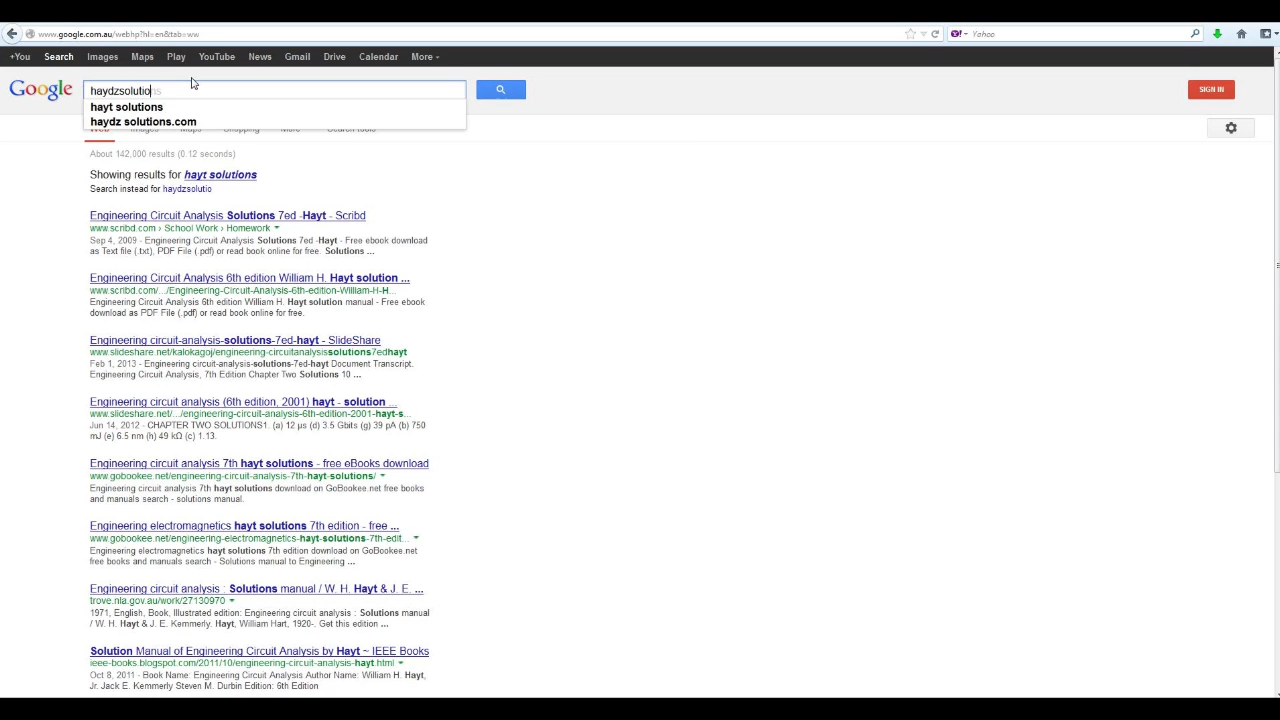 www.google.com.au/webhp?hl=en&tab=ww
Yahoo
+You Search Images Maps Play YouTube News Gmail Drive Calendar More
Google
haydzsolutions
SIGN IN
hayt solutions
haydz solutions.com
Web Images Maps Shopping More Search tools
About 142,000 results (0.12 seconds)
Showing results for hayt solutions
Search instead for haydzsolutio
Engineering Circuit Analysis Solutions 7ed -Hayt - Scribd
www.scribd.com › School Work › Homework
Sep 4, 2009 - Engineering Circuit Analysis Solutions 7ed -Hayt - Free ebook download
as Text file (.txt), PDF File (.pdf) or read book online for free. Solutions ...
Engineering Circuit Analysis 6th edition William H. Hayt solution ...
www.scribd.com/.../Engineering-Circuit-Analysis-6th-edition-William-H-H...
Engineering Circuit Analysis 6th edition William H. Hayt solution manual - Free ebook
download as PDF File (.pdf) or read book online for free.
Engineering circuit-analysis-solutions-7ed-hayt - SlideShare
www.slideshare.net/kalokagoj/engineering-circuitanalysissolutions7edhayt
Feb 1, 2013 - Engineering circuit-analysis-solutions-7ed-hayt Document Transcript.
Engineering Circuit Analysis, 7th Edition Chapter Two Solutions 10 ...
Engineering circuit analysis (6th edition, 2001) hayt - solution ...
www.slideshare.net/.../engineering-circuit-analysis-6th-edition-2001-hayt-s...
Jun 14, 2012 - CHAPTER TWO SOLUTIONS1. (a) 12 μs (d) 3.5 Gbits (g) 39 pA (b) 750
mJ (e) 6.5 nm (h) 49 kΩ (c) 1.13.
Engineering circuit analysis 7th hayt solutions - free eBooks download
www.gobookee.net/engineering-circuit-analysis-7th-hayt-solutions/
Engineering circuit analysis 7th hayt solutions download on GoBookee.net free books
and manuals search - solutions manual.
Engineering electromagnetics hayt solutions 7th edition - free ...
www.gobookee.net/engineering-electromagnetics-hayt-solutions-7th-edit...
Engineering electromagnetics hayt solutions 7th edition download on GoBookee.net
free books and manuals search - Solutions manual to Engineering ...
Engineering circuit analysis : Solutions manual / W. H. Hayt & J. E. ...
trove.nla.gov.au/work/27130970
1971, English, Book, Illustrated edition: Engineering circuit analysis : Solutions manual
/ W. H. Hayt & J. E. Kemmerly. Hayt, William Hart, 1920-. Get this edition ...
Solution Manual of Engineering Circuit Analysis by Hayt ~ IEEE Books
ieee-books.blogspot.com/2011/10/engineering-circuit-analysis-hayt.html
Oct 8, 2011 - Book Name: Engineering Circuit Analysis Author Name: William H. Hayt,
Jr. Jack E. Kemmerly Steven M. Durbin Edition: 6th Edition